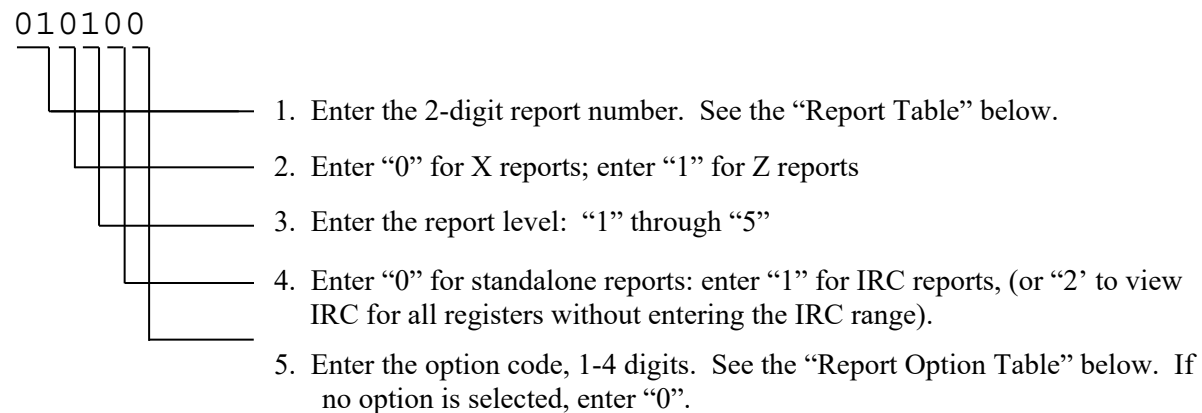 010100
1. Enter the 2-digit report number. See the “Report Table” below.
2. Enter “0” for X reports; enter “1” for Z reports
3. Enter the report level: “1” through “5”
4. Enter “0” for standalone reports: enter “1” for IRC reports, (or “2’ to view
IRC for all registers without entering the IRC range).
5. Enter the option code, 1-4 digits. See the “Report Option Table” below. If
no option is selected, enter “0”.